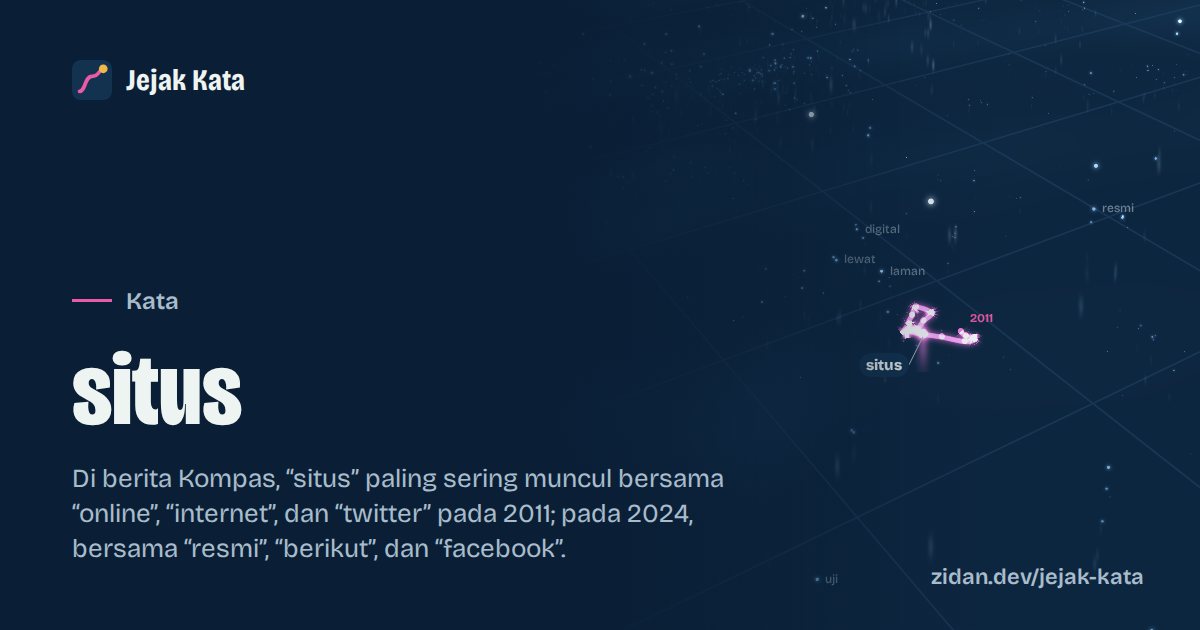 Jejak Kata
Kata
situs
Di berita Kompas, “situs” paling sering muncul bersama
“online”, “internet”, dan “twitter” pada 2011; pada 2024,
bersama “resmi”, “berikut”, dan “facebook”.
resmi
digital
lewat
laman
2011
situs
uji
zidan.dev/jejak-kata